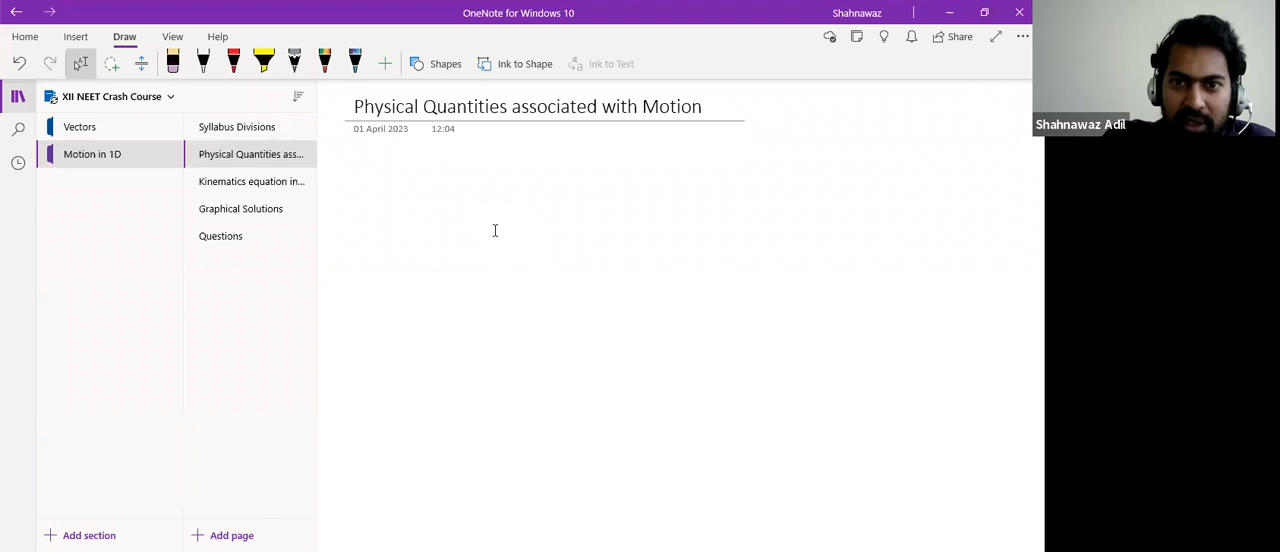 OneNote for Windows 10
Shahnawaz
Home Insert Draw View Help
Share
Shapes Ink to Shape Ink to Text
XII NEET Crash Course
Vectors
Motion in 1D
Syllabus Divisions
Physical Quantities ass...
Kinematics equation in...
Graphical Solutions
Questions
Add section
Add page
Physical Quantities associated with Motion
01 April 2023 12:04
Shahnawaz Adil